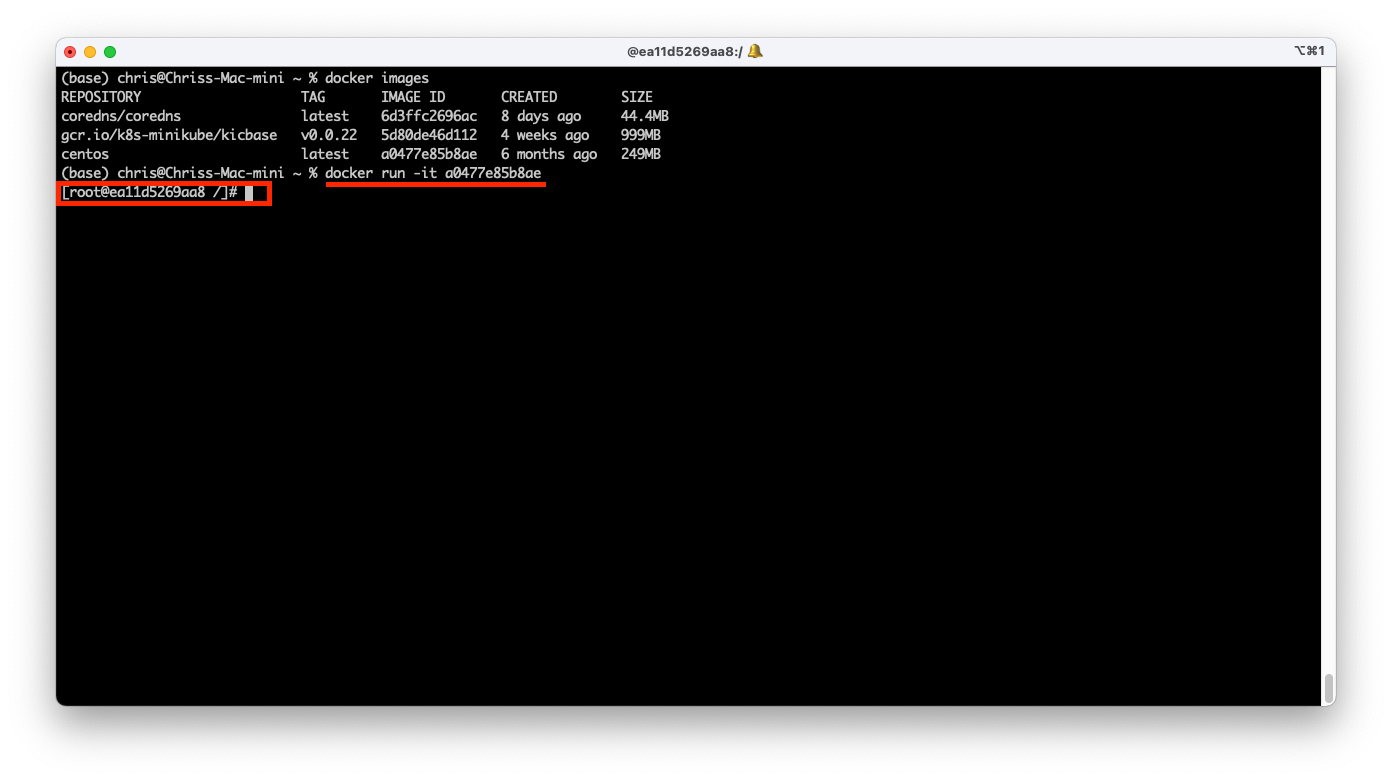 @ea11d5269aa8:/ 🔔 ⌥⌘1
(base) chris@Chriss-Mac-mini ~ % docker images
REPOSITORY TAG IMAGE ID CREATED SIZE
coredns/coredns latest 6d3ffc2696ac 8 days ago 44.4MB
gcr.io/k8s-minikube/kicbase v0.0.22 5d80de46d112 4 weeks ago 999MB
centos latest a0477e85b8ae 6 months ago 249MB
(base) chris@Chriss-Mac-mini ~ % docker run -it a0477e85b8ae
[root@ea11d5269aa8 /]#